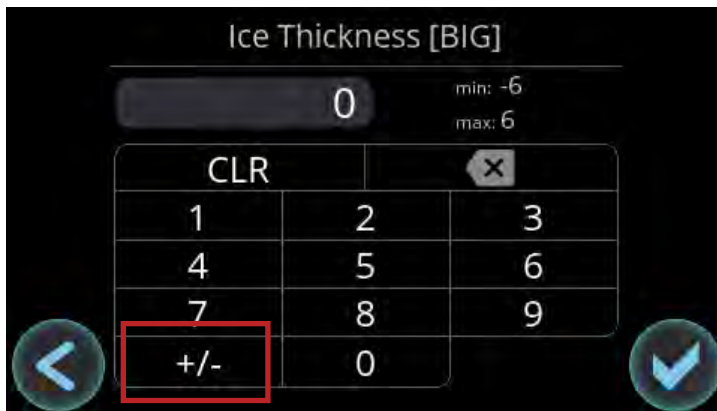 Ice Thickness [BIG]
0 min: -6
max: 6
CLR
1 2 3
4 5 6
7 8 9
+/- 0